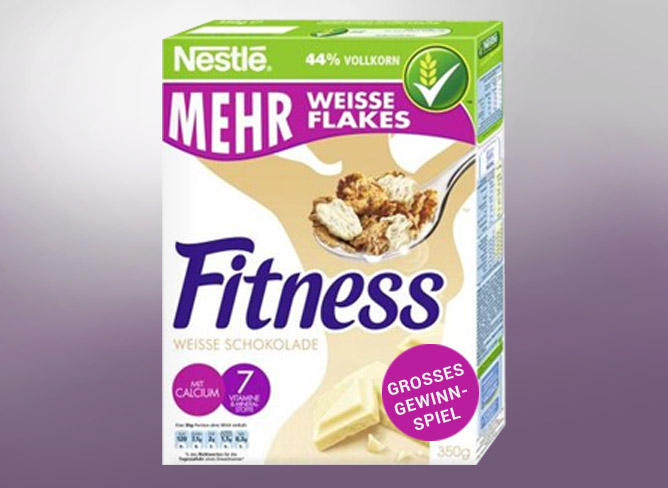 Nestlé®
44% VOLLKORN
MEHR
WEISSE
FLAKES
Fitness
WEISSE SCHOKOLADE
MIT
CALCIUM
7
VITAMINE
& MINERAL-
STOFFE
GROSSES
GEWINN-
SPIEL
350g